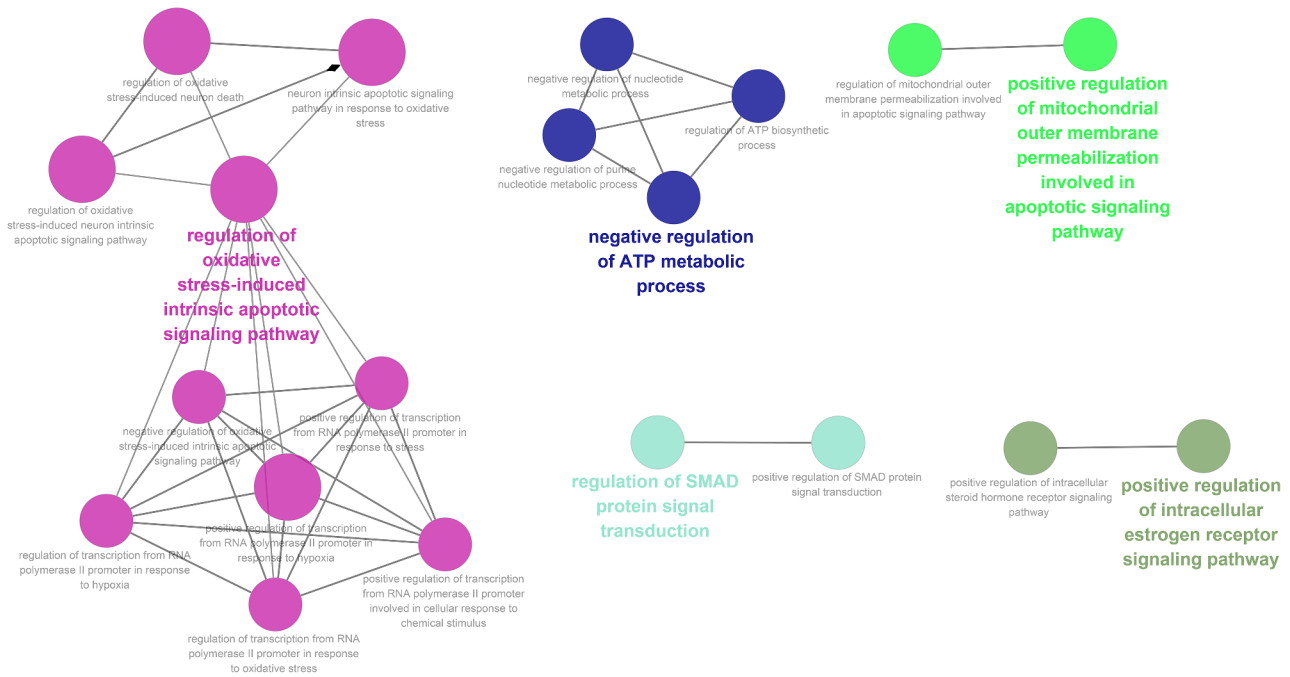 regulation of oxidative
stress-induced neuron death
neuron intrinsic apoptotic signaling
pathway in response to oxidative
stress
regulation of oxidative
stress-induced neuron intrinsic
apoptotic signaling pathway
regulation of
oxidative
stress-induced
intrinsic apoptotic
signaling pathway
negative regulation of oxidative
stress-induced intrinsic apoptotic
signaling pathway
positive regulation of transcription
from RNA polymerase II promoter in
response to stress
positive regulation of transcription
from RNA polymerase II promoter in
response to hypoxia
regulation of transcription from RNA
polymerase II promoter in response
to hypoxia
positive regulation of transcription
from RNA polymerase II promoter
involved in cellular response to
chemical stimulus
regulation of transcription from RNA
polymerase II promoter in response
to oxidative stress
negative regulation of nucleotide
metabolic process
regulation of ATP biosynthetic
process
negative regulation of purine
nucleotide metabolic process
negative regulation
of ATP metabolic
process
regulation of mitochondrial outer
membrane permeabilization involved
in apoptotic signaling pathway
positive regulation
of mitochondrial
outer membrane
permeabilization
involved in
apoptotic signaling
pathway
regulation of SMAD
protein signal
transduction
positive regulation of SMAD protein
signal transduction
positive regulation of intracellular
steroid hormone receptor signaling
pathway
positive regulation
of intracellular
estrogen receptor
signaling pathway